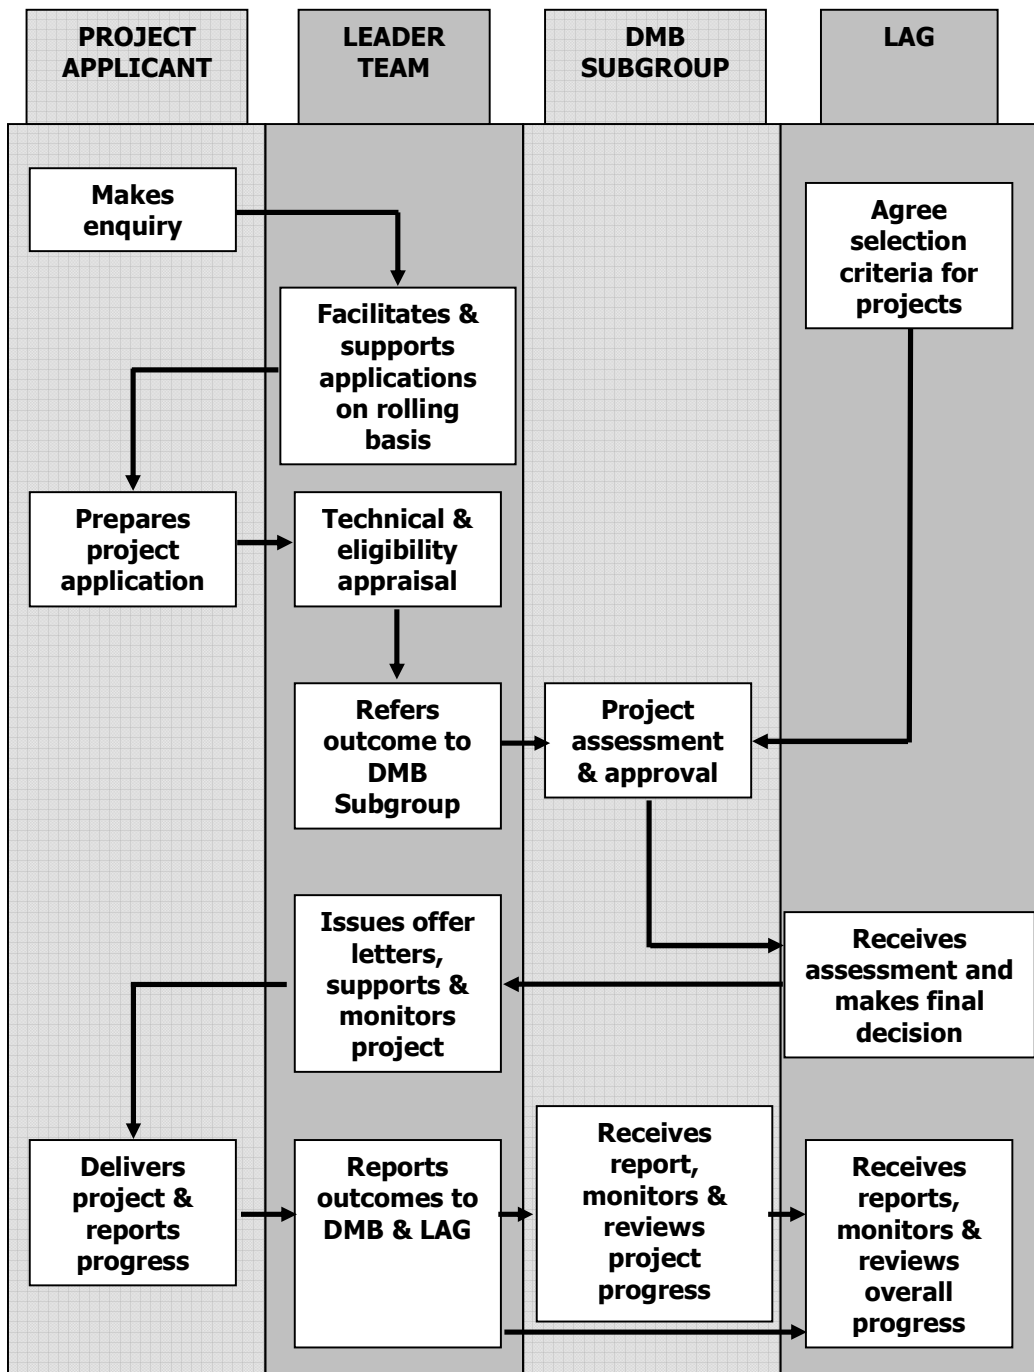 PROJECT
APPLICANT
LEADER
TEAM
DMB
SUBGROUP
LAG
Makes
enquiry
Agree
selection
criteria for
projects
Facilitates &
supports
applications
on rolling
basis
Prepares
project
application
Technical &
eligibility
appraisal
Refers
outcome to
DMB
Subgroup
Project
assessment
& approval
Issues offer
letters,
supports &
monitors
project
Receives
assessment and
makes final
decision
Delivers
project &
reports
progress
Reports
outcomes to
DMB & LAG
Receives
report,
monitors &
reviews
project
progress
Receives
reports,
monitors &
reviews
overall
progress